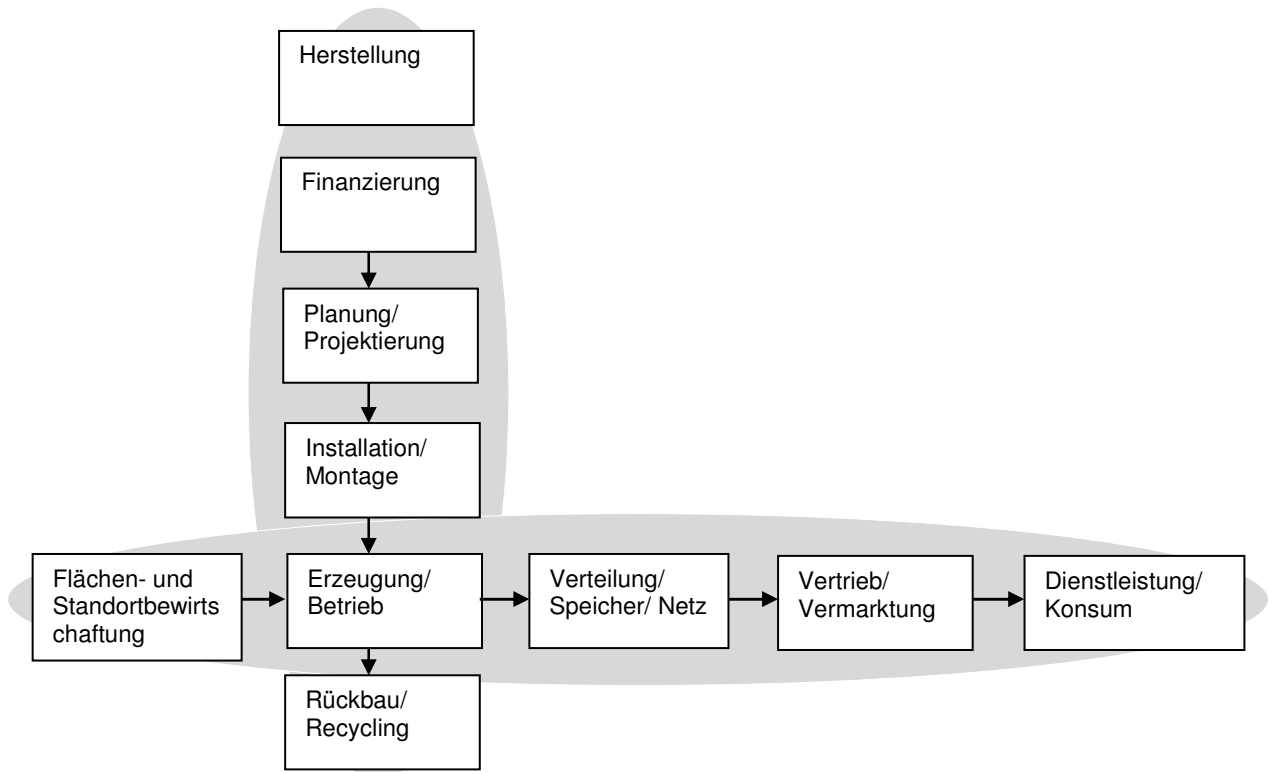 Herstellung
Finanzierung
Planung/
Projektierung
Installation/
Montage
Flächen- und
Standortbewirts
chaftung
Erzeugung/
Betrieb
Verteilung/
Speicher/ Netz
Vertrieb/
Vermarktung
Dienstleistung/
Konsum
Rückbau/
Recycling